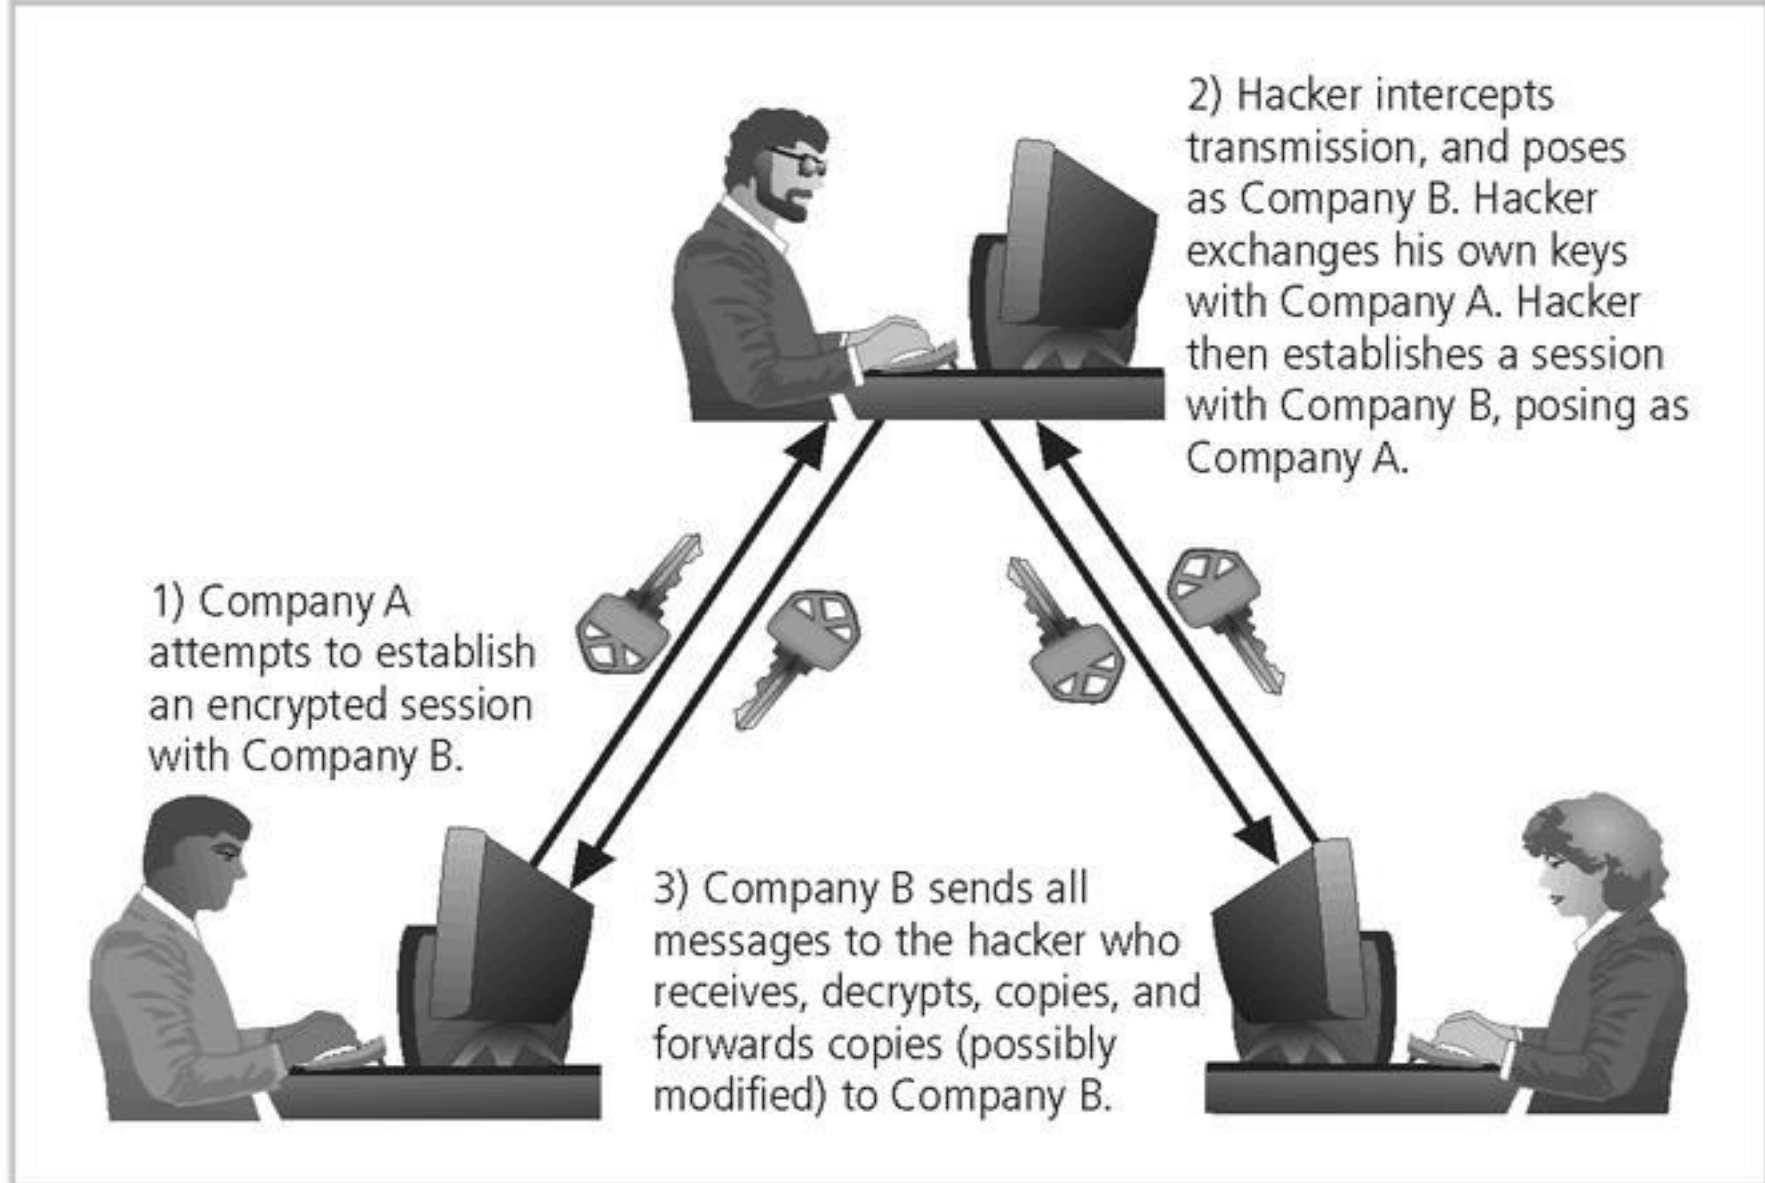 1) Company A
attempts to establish
an encrypted session
with Company B.
2) Hacker intercepts
transmission, and poses
as Company B. Hacker
exchanges his own keys
with Company A. Hacker
then establishes a session
with Company B, posing as
Company A.
3) Company B sends all
messages to the hacker who
receives, decrypts, copies, and
forwards copies (possibly
modified) to Company B.